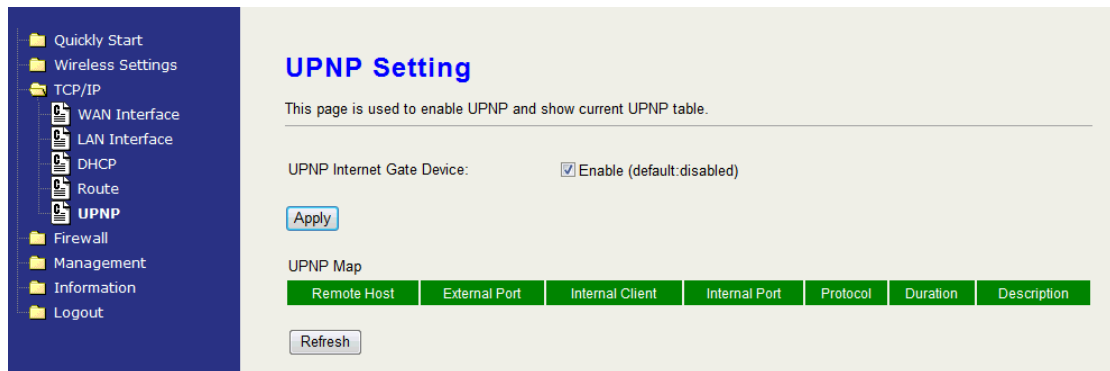 Quickly Start
Wireless Settings
TCP/IP
WAN Interface
LAN Interface
DHCP
Route
UPNP
Firewall
Management
Information
Logout
UPNP Setting
This page is used to enable UPNP and show current UPNP table.
UPNP Internet Gate Device: Enable (default:disabled)
Apply
UPNP Map
Remote Host External Port Internal Client Internal Port Protocol Duration Description
Refresh